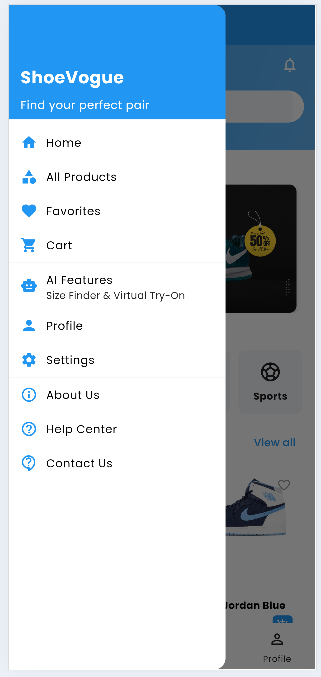 ShoeVogue
Find your perfect pair
Home
All Products
Favorites
Cart
AI Features
Size Finder & Virtual Try-On
Profile
Settings
About Us
Help Center
Contact Us
50%
OFF
Sports
View all
Jordan Blue
Profile